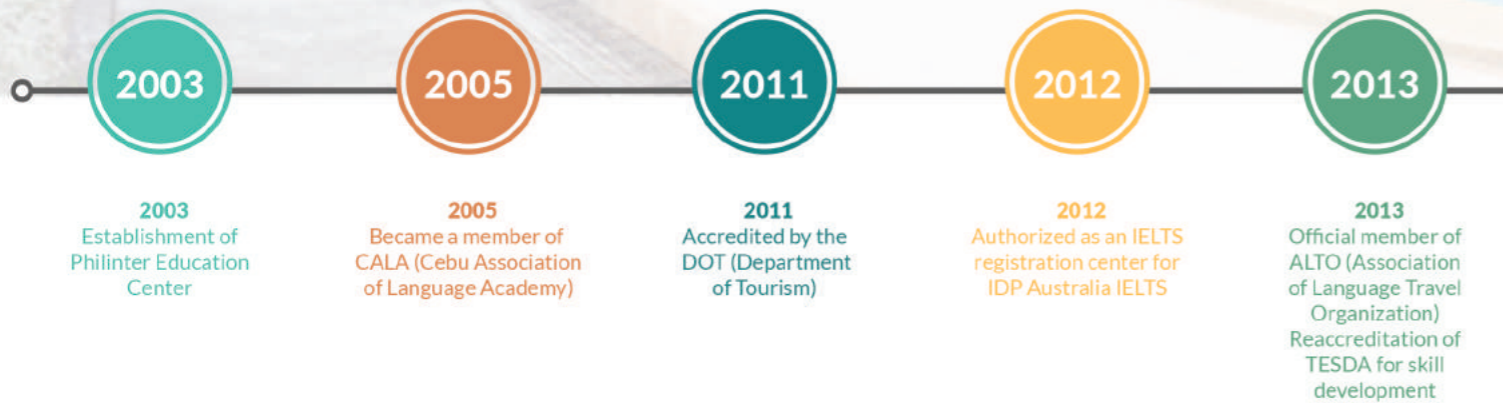 2003
2005
2011
2012
2013
2003
Establishment of
Philinter Education
Center
2005
Became a member of
CALA (Cebu Association
of Language Academy)
2011
Accredited by the
DOT (Department
of Tourism)
2012
Authorized as an IELTS
registration center for
IDP Australia IELTS
2013
Official member of
ALTO (Association
of Language Travel
Organization)
Reaccreditation of
TESDA for skill
development